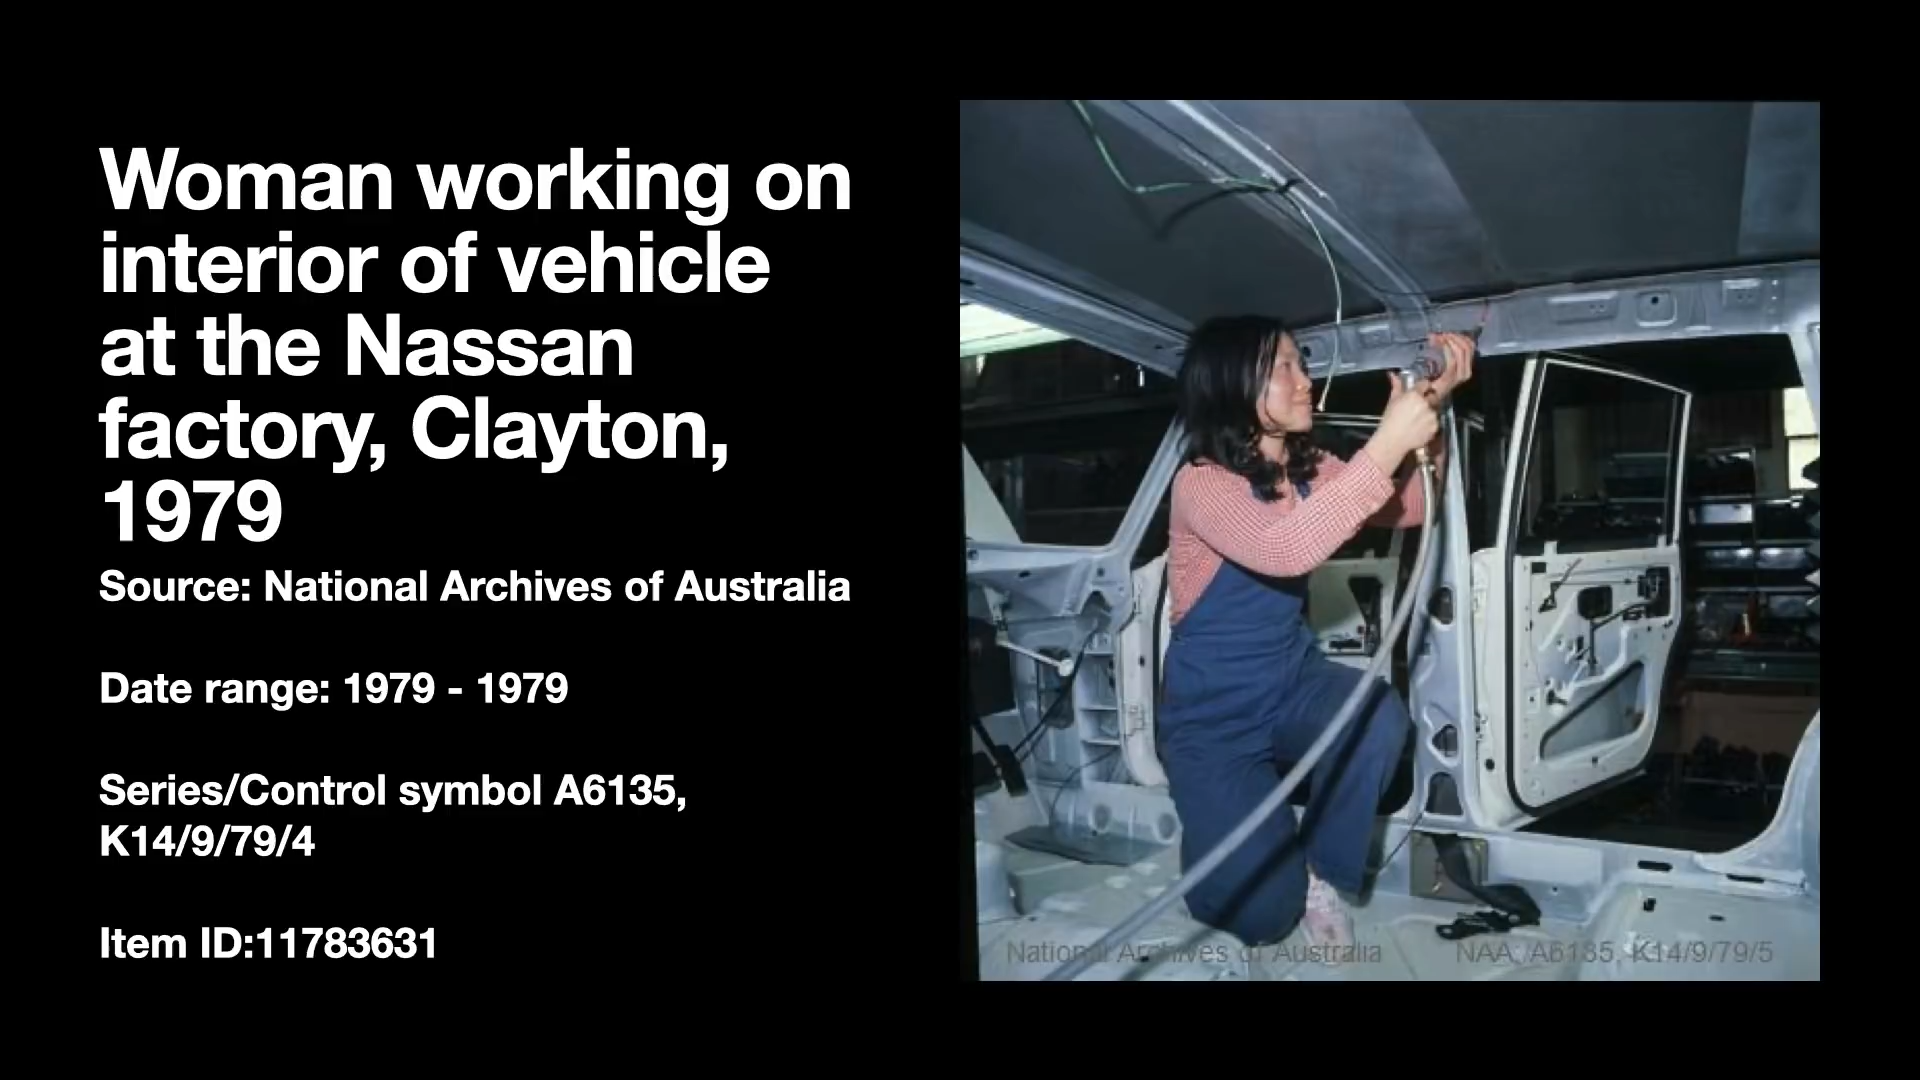 Woman working on
interior of vehicle
at the Nassan
factory, Clayton,
1979
Source: National Archives of Australia
Date range: 1979 - 1979
Series/Control symbol A6135,
K14/9/79/4
Item ID:11783631
National Archives of Australia NAA: A6135, K14/9/79/5